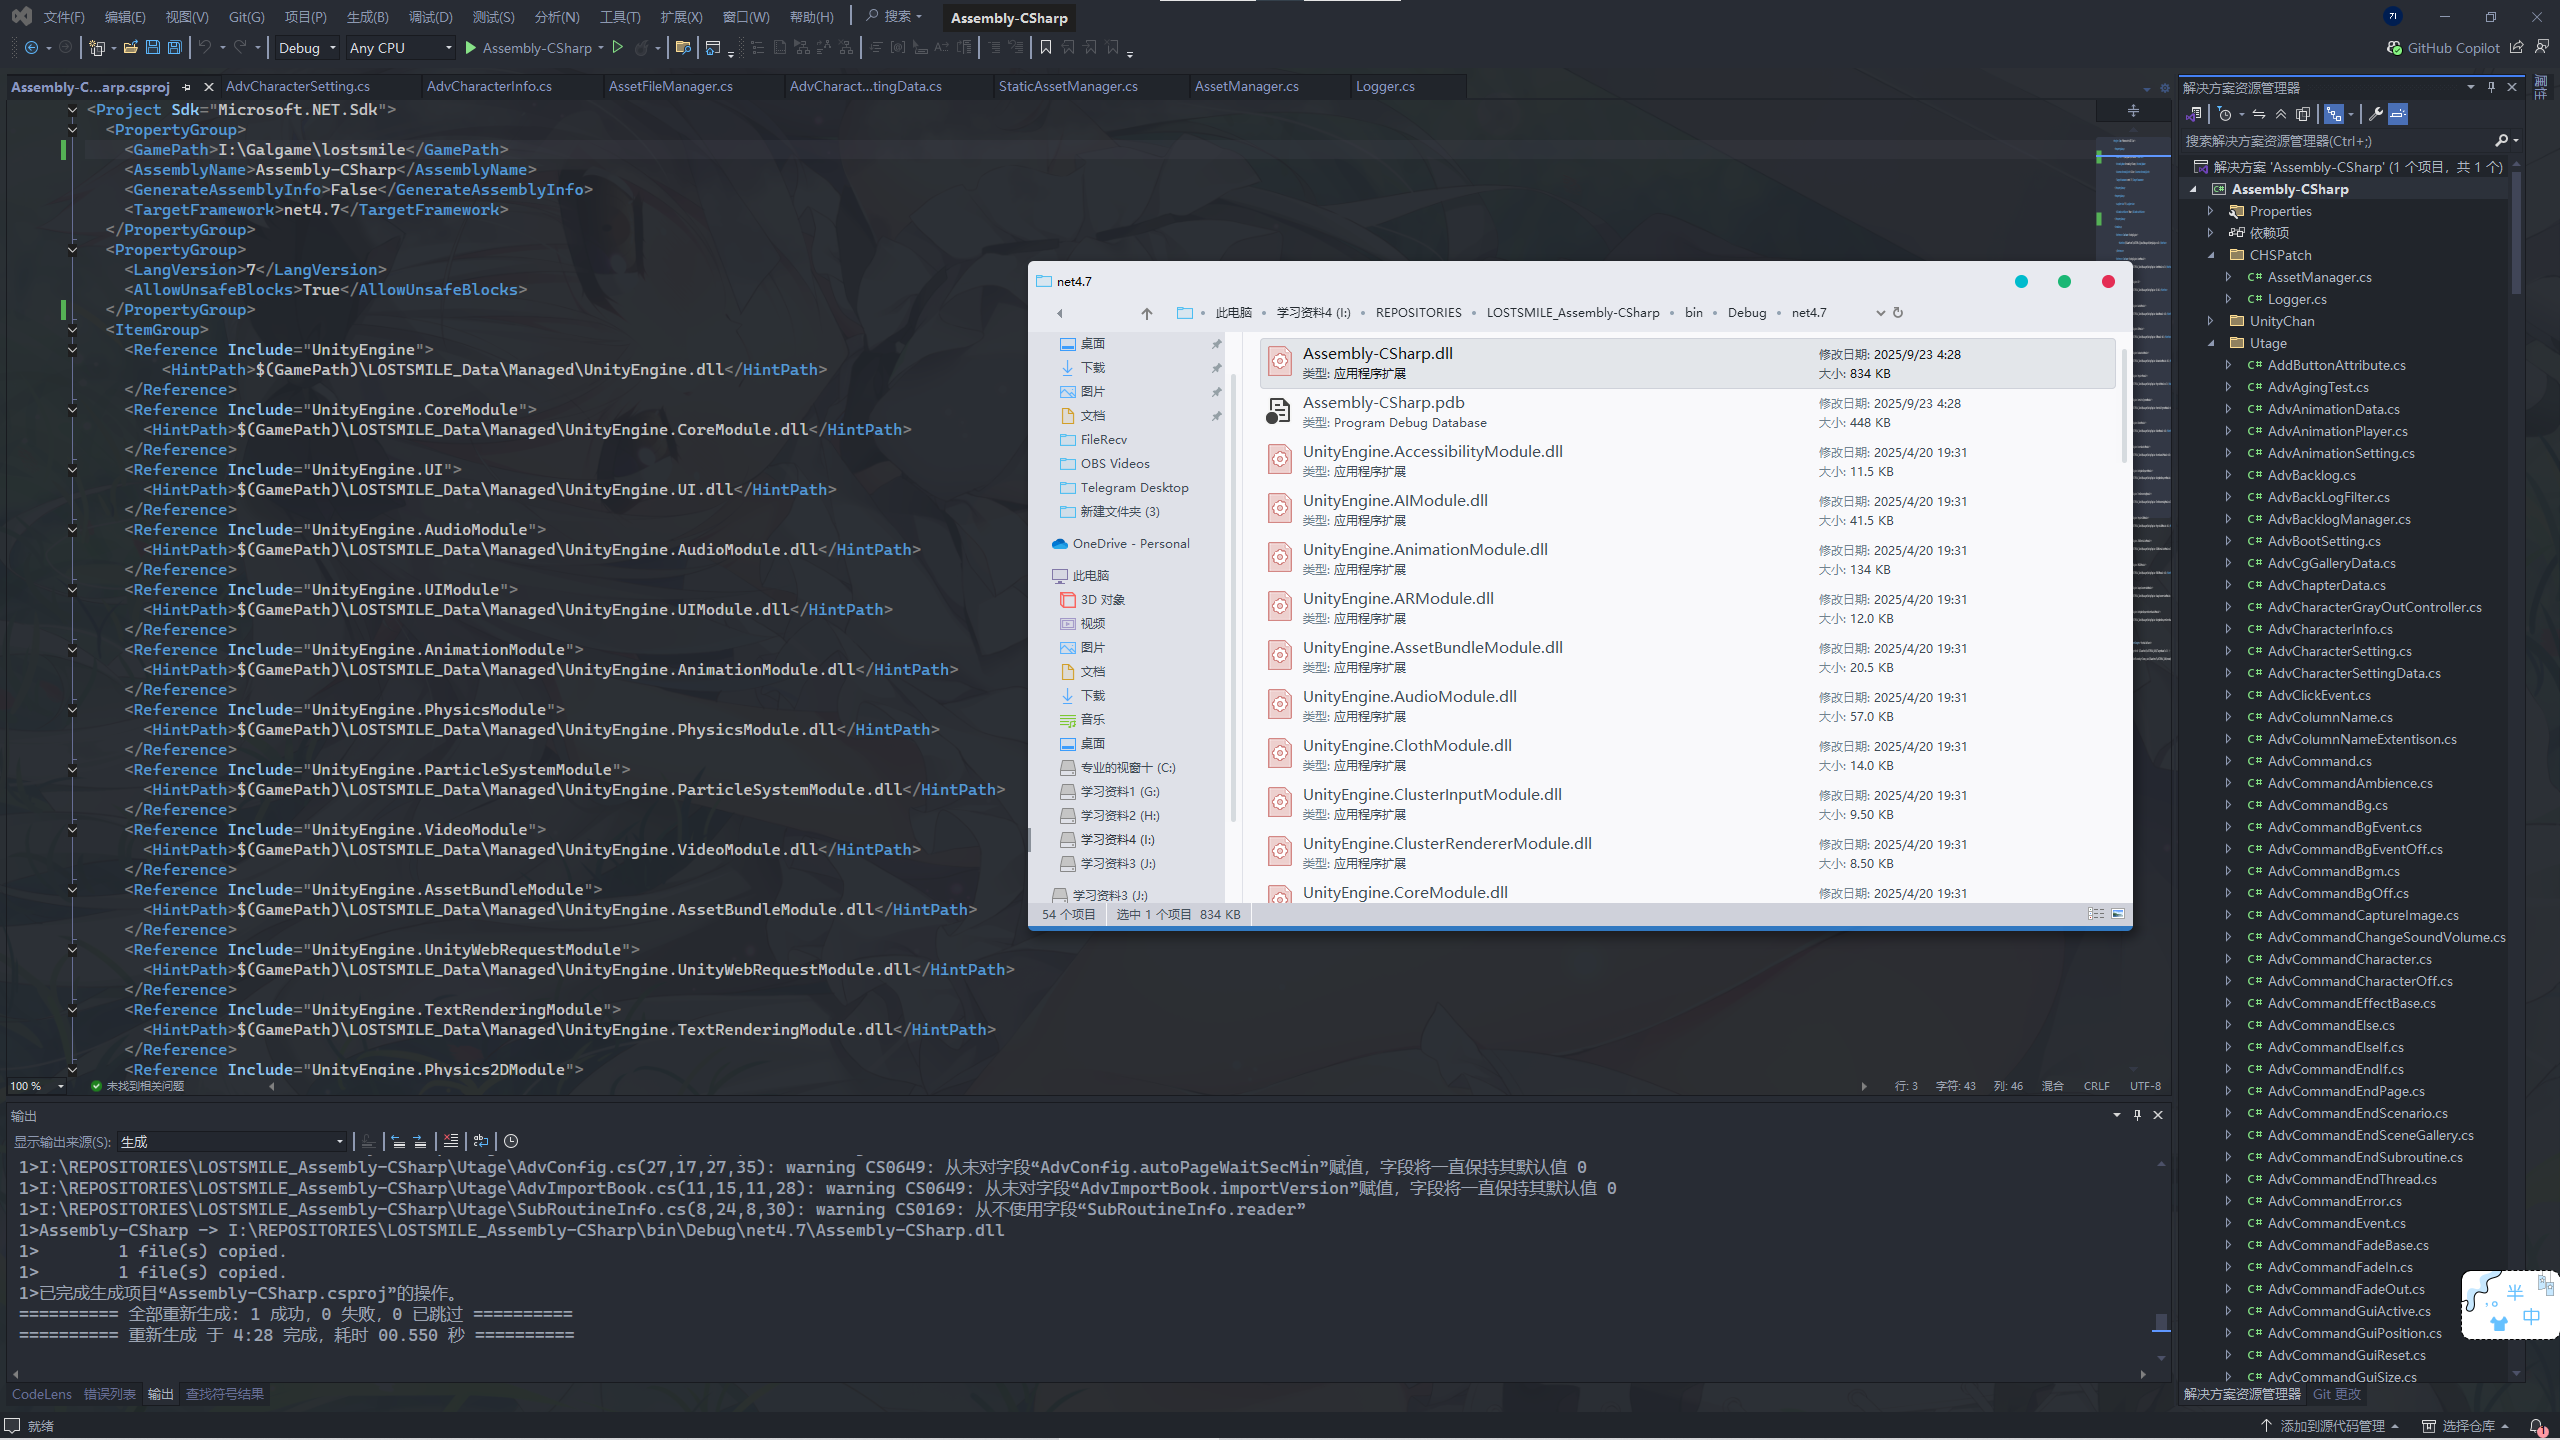 文件(F) 编辑(E) 视图(V) Git(G) 项目(P) 生成(B) 调试(D) 测试(S) 分析(N) 工具(T) 扩展(X) 窗口(W) 帮助(H) 搜索 Assembly-CSharp
Debug Any CPU Assembly-CSharp GitHub Copilot
Assembly-C...arp.csproj AdvCharacterSetting.cs AdvCharacterInfo.cs AssetFileManager.cs AdvCharact...tingData.cs StaticAssetManager.cs AssetManager.cs Logger.cs
<Project Sdk="Microsoft.NET.Sdk">
<PropertyGroup>
<GamePath>I:\Galgame\lostsmile</GamePath>
<AssemblyName>Assembly-CSharp</AssemblyName>
<GenerateAssemblyInfo>False</GenerateAssemblyInfo>
<TargetFramework>net4.7</TargetFramework>
</PropertyGroup>
<PropertyGroup>
<LangVersion>7</LangVersion>
<AllowUnsafeBlocks>True</AllowUnsafeBlocks>
</PropertyGroup>
<ItemGroup>
<Reference Include="UnityEngine">
<HintPath>$(GamePath)\LOSTSMILE_Data\Managed\UnityEngine.dll</HintPath>
</Reference>
<Reference Include="UnityEngine.CoreModule">
<HintPath>$(GamePath)\LOSTSMILE_Data\Managed\UnityEngine.CoreModule.dll</HintPath>
</Reference>
<Reference Include="UnityEngine.UI">
<HintPath>$(GamePath)\LOSTSMILE_Data\Managed\UnityEngine.UI.dll</HintPath>
</Reference>
<Reference Include="UnityEngine.AudioModule">
<HintPath>$(GamePath)\LOSTSMILE_Data\Managed\UnityEngine.AudioModule.dll</HintPath>
</Reference>
<Reference Include="UnityEngine.UIModule">
<HintPath>$(GamePath)\LOSTSMILE_Data\Managed\UnityEngine.UIModule.dll</HintPath>
</Reference>
<Reference Include="UnityEngine.AnimationModule">
<HintPath>$(GamePath)\LOSTSMILE_Data\Managed\UnityEngine.AnimationModule.dll</HintPath>
</Reference>
<Reference Include="UnityEngine.PhysicsModule">
<HintPath>$(GamePath)\LOSTSMILE_Data\Managed\UnityEngine.PhysicsModule.dll</HintPath>
</Reference>
<Reference Include="UnityEngine.ParticleSystemModule">
<HintPath>$(GamePath)\LOSTSMILE_Data\Managed\UnityEngine.ParticleSystemModule.dll</HintPath>
</Reference>
<Reference Include="UnityEngine.VideoModule">
<HintPath>$(GamePath)\LOSTSMILE_Data\Managed\UnityEngine.VideoModule.dll</HintPath>
</Reference>
<Reference Include="UnityEngine.AssetBundleModule">
<HintPath>$(GamePath)\LOSTSMILE_Data\Managed\UnityEngine.AssetBundleModule.dll</HintPath>
</Reference>
<Reference Include="UnityEngine.UnityWebRequestModule">
<HintPath>$(GamePath)\LOSTSMILE_Data\Managed\UnityEngine.UnityWebRequestModule.dll</HintPath>
</Reference>
<Reference Include="UnityEngine.TextRenderingModule">
<HintPath>$(GamePath)\LOSTSMILE_Data\Managed\UnityEngine.TextRenderingModule.dll</HintPath>
</Reference>
<Reference Include="UnityEngine.Physics2DModule">
100 % 未找到相关问题 行: 3 字符: 43 列: 46 混合 CRLF UTF-8
net4.7
此电脑 • 学习资料4 (I:) • REPOSITORIES • LOSTSMILE_Assembly-CSharp • bin • Debug • net4.7
桌面
下载
图片
文档
FileRecv
OBS Videos
Telegram Desktop
新建文件夹 (3)
OneDrive - Personal
此电脑
3D 对象
视频
图片
文档
下载
音乐
桌面
专业的视窗十 (C:)
学习资料1 (G:)
学习资料2 (H:)
学习资料4 (I:)
学习资料3 (J:)
学习资料3 (J:)
Assembly-CSharp.dll 修改日期: 2025/9/23 4:28
类型: 应用程序扩展 大小: 834 KB
Assembly-CSharp.pdb 修改日期: 2025/9/23 4:28
类型: Program Debug Database 大小: 448 KB
UnityEngine.AccessibilityModule.dll 修改日期: 2025/4/20 19:31
类型: 应用程序扩展 大小: 11.5 KB
UnityEngine.AIModule.dll 修改日期: 2025/4/20 19:31
类型: 应用程序扩展 大小: 41.5 KB
UnityEngine.AnimationModule.dll 修改日期: 2025/4/20 19:31
类型: 应用程序扩展 大小: 134 KB
UnityEngine.ARModule.dll 修改日期: 2025/4/20 19:31
类型: 应用程序扩展 大小: 12.0 KB
UnityEngine.AssetBundleModule.dll 修改日期: 2025/4/20 19:31
类型: 应用程序扩展 大小: 20.5 KB
UnityEngine.AudioModule.dll 修改日期: 2025/4/20 19:31
类型: 应用程序扩展 大小: 57.0 KB
UnityEngine.ClothModule.dll 修改日期: 2025/4/20 19:31
类型: 应用程序扩展 大小: 14.0 KB
UnityEngine.ClusterInputModule.dll 修改日期: 2025/4/20 19:31
类型: 应用程序扩展 大小: 9.50 KB
UnityEngine.ClusterRendererModule.dll 修改日期: 2025/4/20 19:31
类型: 应用程序扩展 大小: 8.50 KB
UnityEngine.CoreModule.dll 修改日期: 2025/4/20 19:31
54 个项目 选中 1 个项目 834 KB
输出
显示输出来源(S): 生成
1>I:\REPOSITORIES\LOSTSMILE_Assembly-CSharp\Utage\AdvConfig.cs(27,17,27,35): warning CS0649: 从未对字段“AdvConfig.autoPageWaitSecMin”赋值，字段将一直保持其默认值 0
1>I:\REPOSITORIES\LOSTSMILE_Assembly-CSharp\Utage\AdvImportBook.cs(11,15,11,28): warning CS0649: 从未对字段“AdvImportBook.importVersion”赋值，字段将一直保持其默认值 0
1>I:\REPOSITORIES\LOSTSMILE_Assembly-CSharp\Utage\SubRoutineInfo.cs(8,24,8,30): warning CS0169: 从不使用字段“SubRoutineInfo.reader”
1>Assembly-CSharp -> I:\REPOSITORIES\LOSTSMILE_Assembly-CSharp\bin\Debug\net4.7\Assembly-CSharp.dll
1> 1 file(s) copied.
1> 1 file(s) copied.
1>已完成生成项目“Assembly-CSharp.csproj”的操作。
========== 全部重新生成: 1 成功，0 失败，0 已跳过 ==========
========== 重新生成 于 4:28 完成，耗时 00.550 秒 ==========
CodeLens 错误列表 输出 查找符号结果
就绪
解决方案资源管理器
搜索解决方案资源管理器(Ctrl+;)
解决方案 'Assembly-CSharp' (1 个项目，共 1 个)
Assembly-CSharp
Properties
依赖项
CHSPatch
C# AssetManager.cs
C# Logger.cs
UnityChan
Utage
C# AddButtonAttribute.cs
C# AdvAgingTest.cs
C# AdvAnimationData.cs
C# AdvAnimationPlayer.cs
C# AdvAnimationSetting.cs
C# AdvBacklog.cs
C# AdvBackLogFilter.cs
C# AdvBacklogManager.cs
C# AdvBootSetting.cs
C# AdvCgGalleryData.cs
C# AdvChapterData.cs
C# AdvCharacterGrayOutController.cs
C# AdvCharacterInfo.cs
C# AdvCharacterSetting.cs
C# AdvCharacterSettingData.cs
C# AdvClickEvent.cs
C# AdvColumnName.cs
C# AdvColumnNameExtentison.cs
C# AdvCommand.cs
C# AdvCommandAmbience.cs
C# AdvCommandBg.cs
C# AdvCommandBgEvent.cs
C# AdvCommandBgEventOff.cs
C# AdvCommandBgm.cs
C# AdvCommandBgOff.cs
C# AdvCommandCaptureImage.cs
C# AdvCommandChangeSoundVolume.cs
C# AdvCommandCharacter.cs
C# AdvCommandCharacterOff.cs
C# AdvCommandEffectBase.cs
C# AdvCommandElse.cs
C# AdvCommandElseIf.cs
C# AdvCommandEndIf.cs
C# AdvCommandEndPage.cs
C# AdvCommandEndScenario.cs
C# AdvCommandEndSceneGallery.cs
C# AdvCommandEndSubroutine.cs
C# AdvCommandEndThread.cs
C# AdvCommandError.cs
C# AdvCommandEvent.cs
C# AdvCommandFadeBase.cs
C# AdvCommandFadeIn.cs
C# AdvCommandFadeOut.cs
C# AdvCommandGuiActive.cs
C# AdvCommandGuiPosition.cs
C# AdvCommandGuiReset.cs
C# AdvCommandGuiSize.cs
解决方案资源管理器 Git 更改
添加到源代码管理 选择仓库
半
中